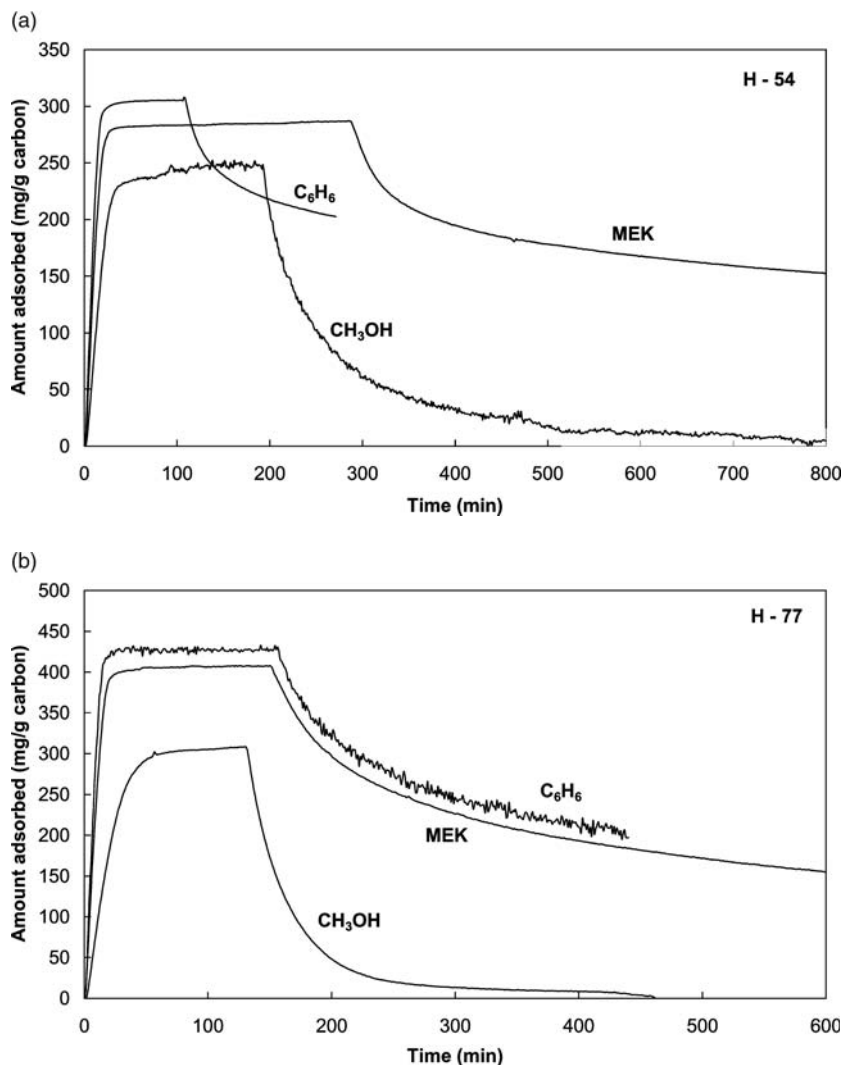 (a)
350
300
250
200
150
100
50
0
Amount adsorbed (mg/g carbon)
H - 54
C₆H₆
MEK
CH₃OH
0 100 200 300 400 500 600 700 800
Time (min)
(b)
500
450
400
350
300
250
200
150
100
50
0
Amount adsorbed (mg/g carbon)
H - 77
C₆H₆
MEK
CH₃OH
0 100 200 300 400 500 600
Time (min)